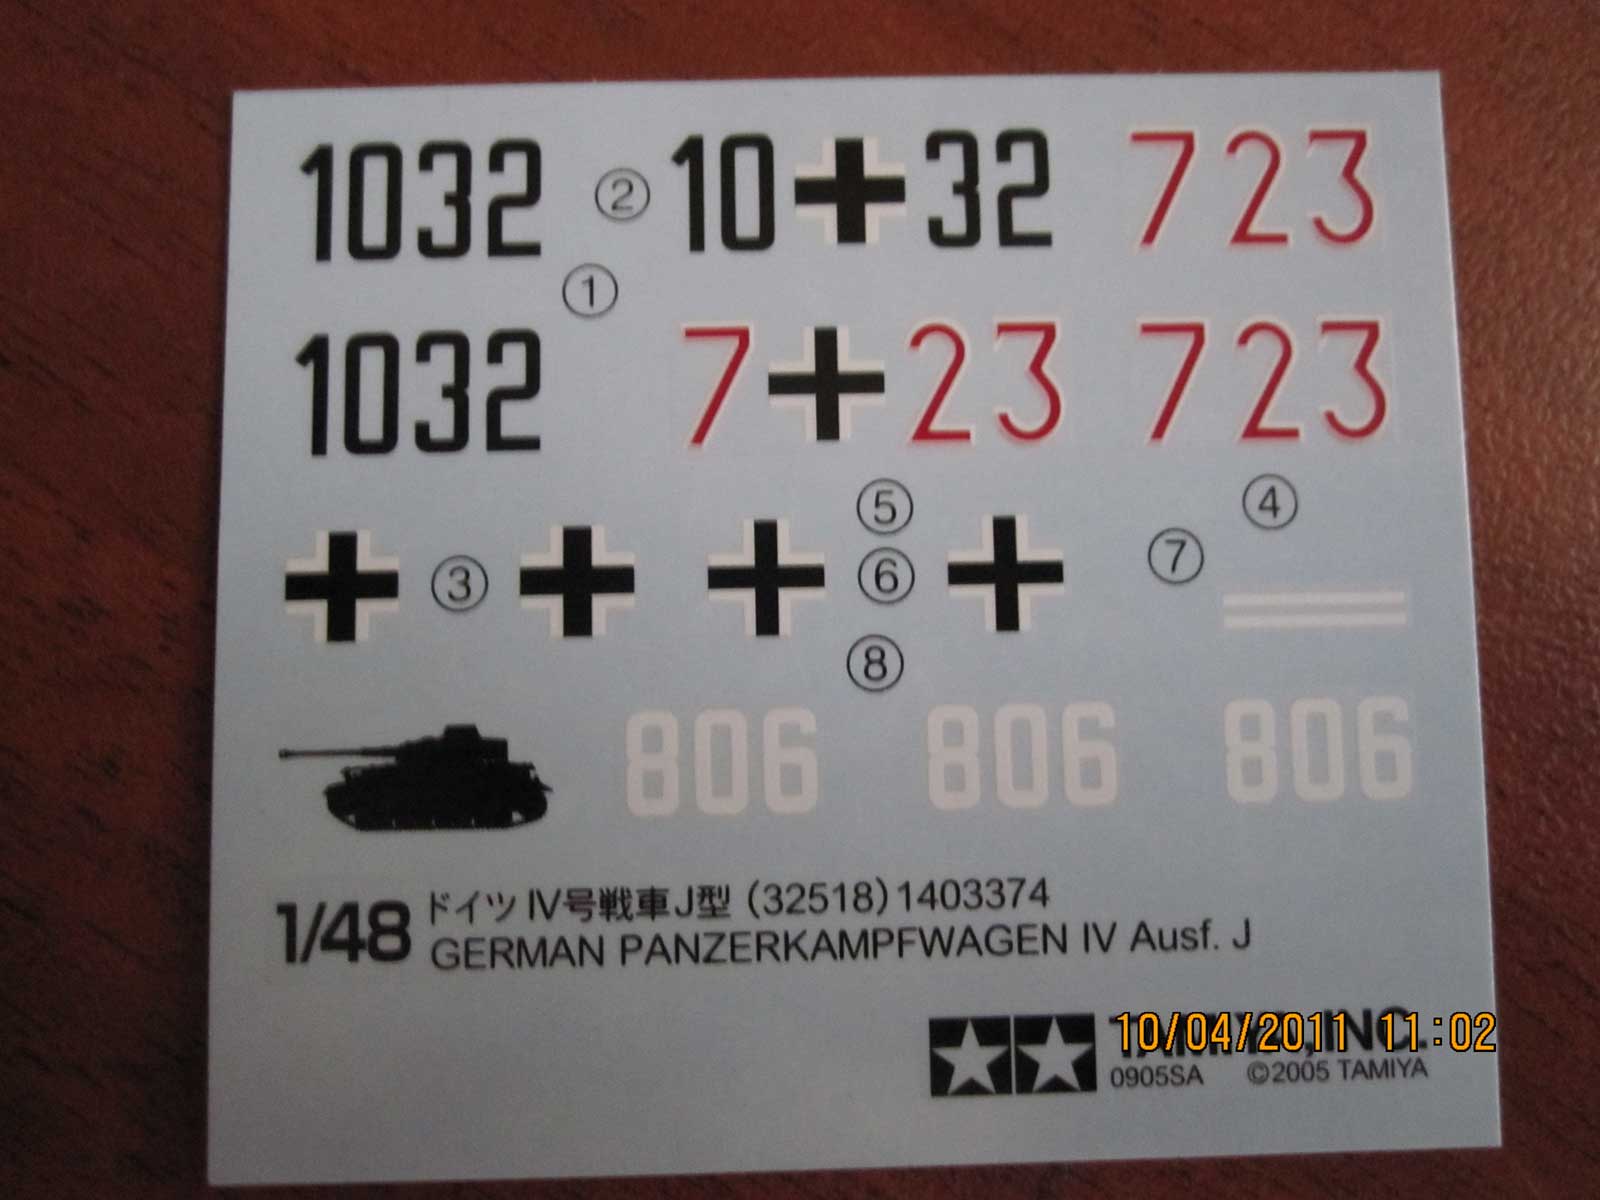 1032 ② 10 32 723
①
1032 7 23 723
⑤ ④
③ ⑥ ⑦
⑧
806 806 806
1/48 ドイツ IV号戦車J型 (32518) 1403374
GERMAN PANZERKAMPFWAGEN IV Ausf. J
TAMIYA, INC.
10/04/2011 11:02
0905SA ©2005 TAMIYA